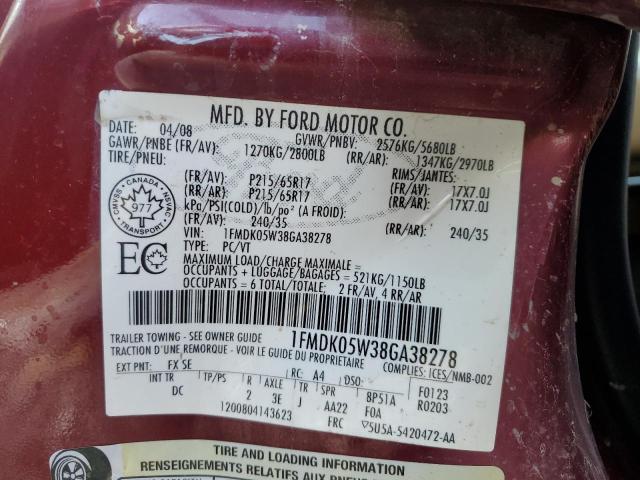 MFD. BY FORD MOTOR CO.
DATE: 04/08 GVWR/PNBV: 2576KG/5680LB
GAWR/PNBE (FR/AV): 1270KG/2800LB (RR/AR): 1347KG/2970LB
TIRE/PNEU: RIMS/JANTES:
(FR/AV): P215/65R17 17X7.0J
(RR/AR): P215/65R17 17X7.0J
kPA/PSI(COLD)/lb/po² (A FROID):
(FR/AV): 240/35 (RR/AR): 240/35
VIN: 1FMDK05W38GA38278
TYPE: PC/VT
MAXIMUM LOAD/CHARGE MAXIMALE =
OCCUPANTS + LUGGAGE/BAGAGES = 521KG/1150LB
OCCUPANTS = 6 TOTAL/TOTALE: 2 FR/AV, 4 RR/AR
CMVSS • CANADA • NSVAC
977
TRANSPORT
EC
1FMDK05W38GA38278
TRAILER TOWING - SEE OWNER GUIDE
TRACTION D'UNE REMORQUE - VOIR LE GUIDE DU PROPRIETAIRE
COMPLIES: ICES/NMB-002
EXT PNT: FX SE RC: A4 DSO:
INT TR TP/PS R AXLE TR SPR 8P51A F0123
DC 2 3E J AA22 F0A R0203
1200804143623 FRC 5U5A-5420472-AA
TIRE AND LOADING INFORMATION
RENSEIGNEMENTS RELATIFS AUX PNEUS